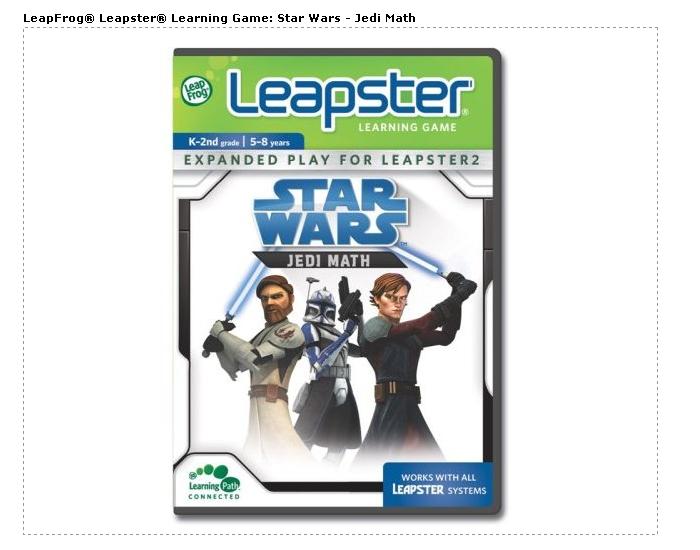 LeapFrog® Leapster® Learning Game: Star Wars - Jedi Math
Leap
Frog
Leapster®
LEARNING GAME
K-2nd grade | 5-8 years
EXPANDED PLAY FOR LEAPSTER2
STAR
WARS™
JEDI MATH
Learning Path
CONNECTED
WORKS WITH ALL
LEAPSTER SYSTEMS